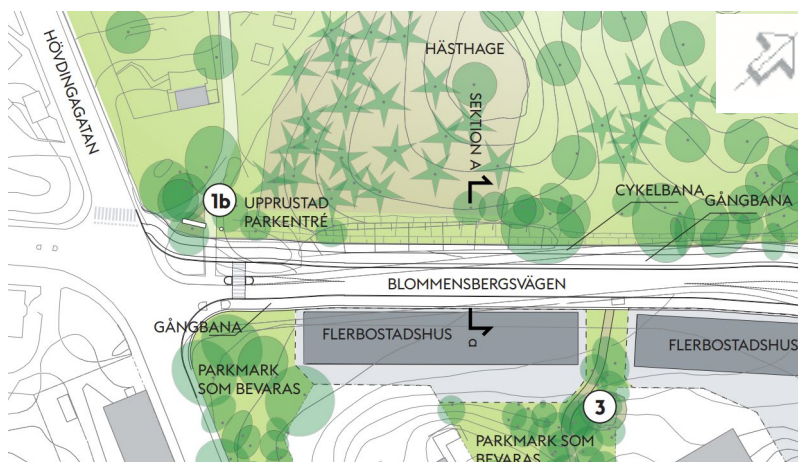 HÄSTHAGE
HÖVDINGAGATAN
SEKTION A
1b
UPPRUSTAD
PARKENTRÉ
CYKELBANA
GÅNGBANA
BLOMMENSBERGSVÄGEN
GÅNGBANA
FLERBOSTADSHUS
FLERBOSTADSHUS
PARKMARK
SOM BEVARAS
3
PARKMARK SOM
BEVARAS